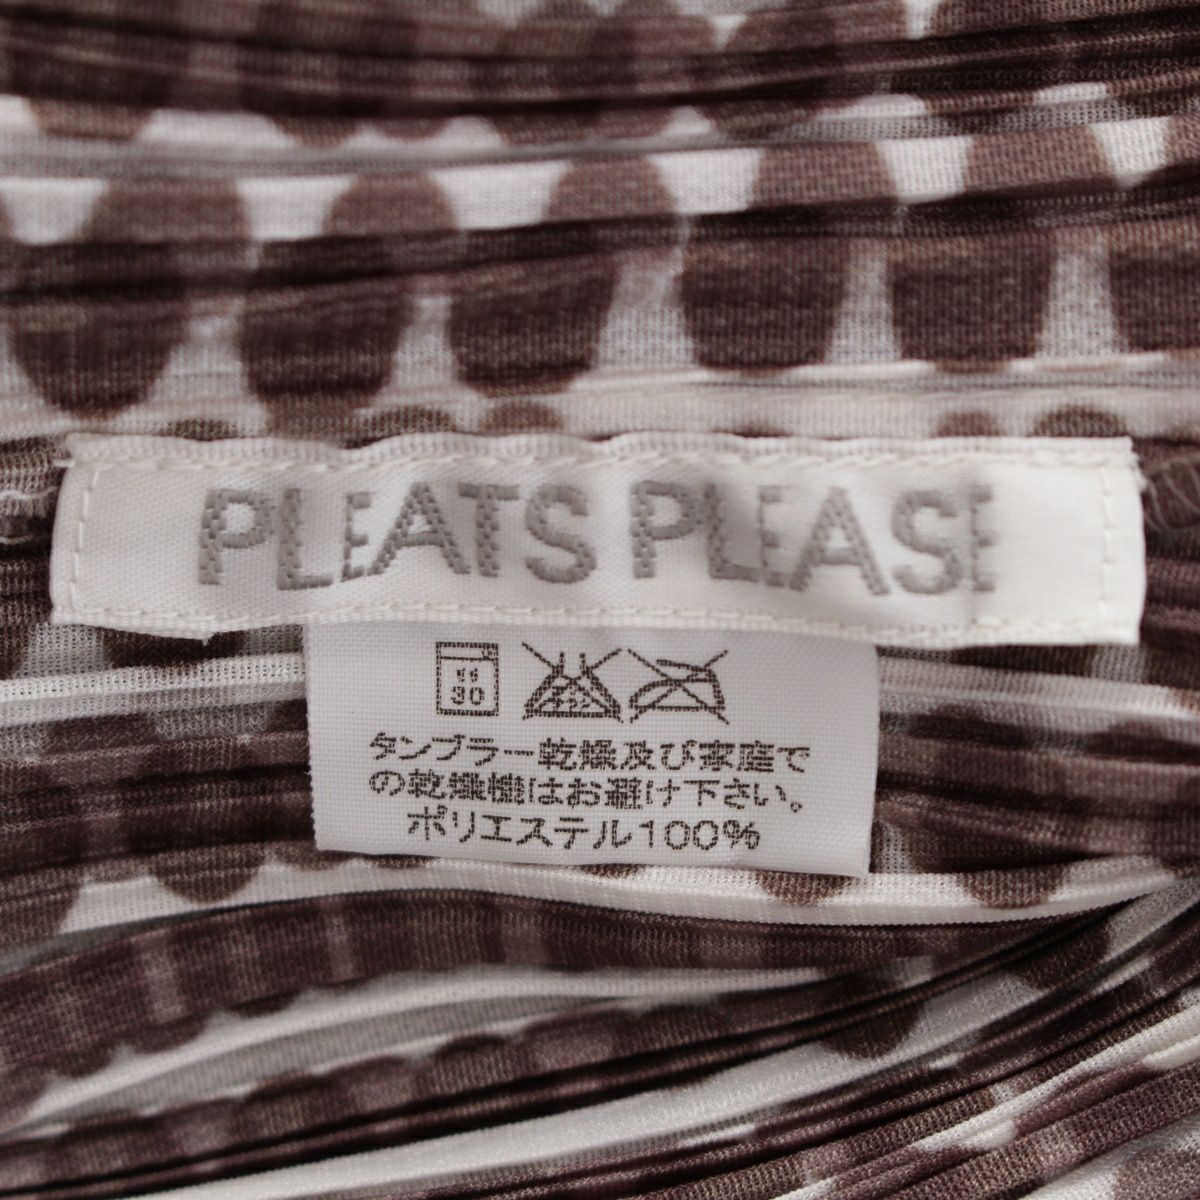 PLEATS PLEASE
30
タンブラー乾燥及び家庭で
の乾燥機はお避け下さい。
ポリエステル100%